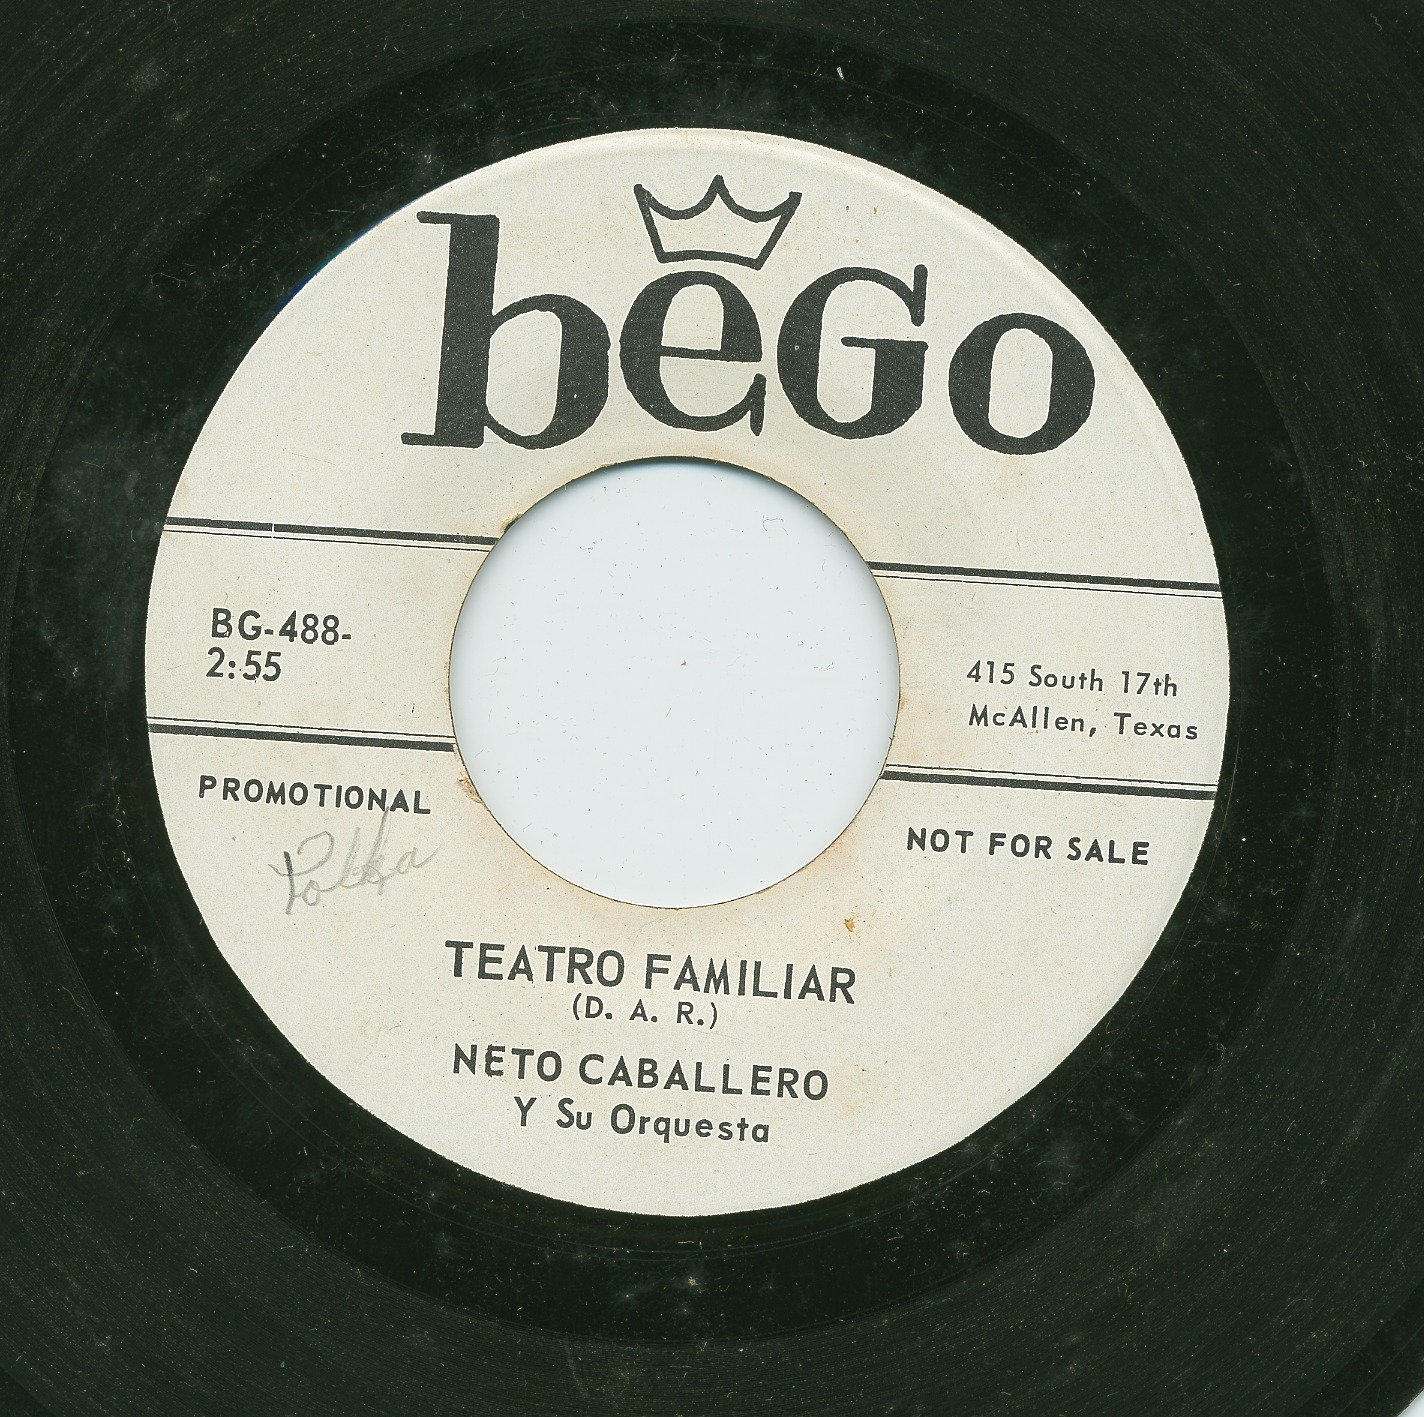 beGo
BG-488-
2:55
415 South 17th
McAllen, Texas
PROMOTIONAL
NOT FOR SALE
Polka
TEATRO FAMILIAR
(D. A. R.)
NETO CABALLERO
Y Su Orquesta